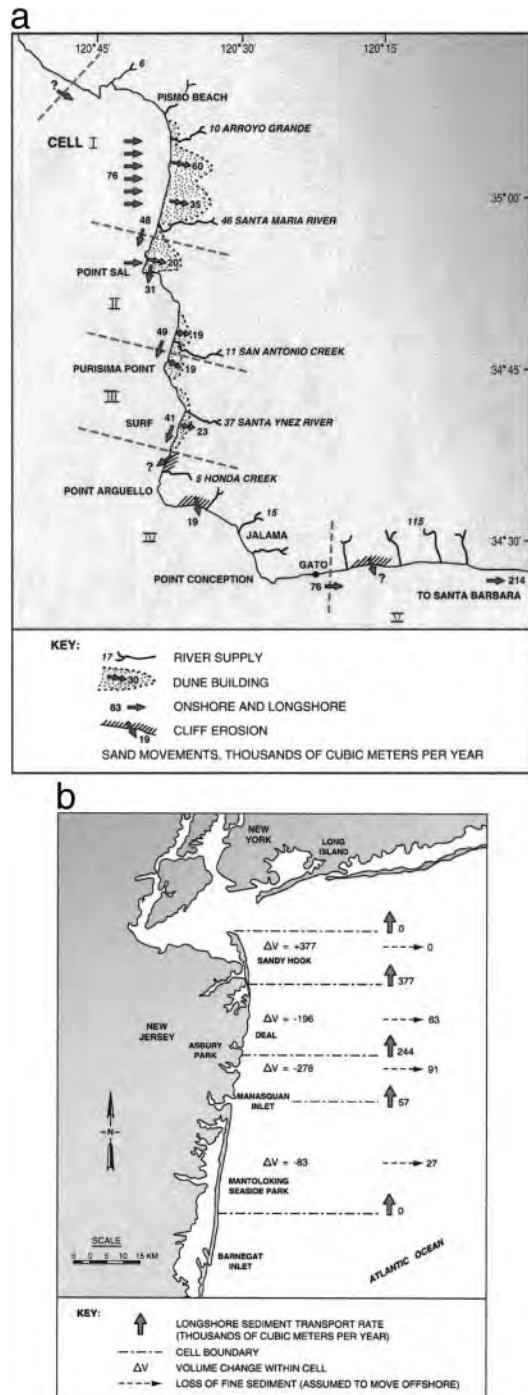 a
120°45' 120°30' 120°15'
6
?
PISMO BEACH
10 ARROYO GRANDE
CELL I
60
76
35
35°00'
48
46 SANTA MARIA RIVER
20
POINT SAL
31
II
49
19
11 SAN ANTONIO CREEK
PURISIMA POINT
19
34°45'
III
41
37 SANTA YNEZ RIVER
SURF
23
?
5 HONDA CREEK
POINT ARGUELLO
19
15
JALAMA
115
34°30'
IV
GATO
POINT CONCEPTION
76
?
214
TO SANTA BARBARA
V
KEY:
17 RIVER SUPPLY
30 DUNE BUILDING
63 ONSHORE AND LONGSHORE
19 CLIFF EROSION
SAND MOVEMENTS, THOUSANDS OF CUBIC METERS PER YEAR
b
NEW
YORK
LONG
ISLAND
0
ΔV = +377 0
SANDY HOOK
377
NEW
JERSEY
ΔV = -196 63
DEAL
ASBURY
PARK
244
ΔV = -278 91
MANASQUAN
INLET
57
-N-
ΔV = -83 27
MANTOLOKING
SEASIDE PARK
0
SCALE
5 0 5 10 15 KM
BARNEGAT
INLET
ATLANTIC OCEAN
KEY:
LONGSHORE SEDIMENT TRANSPORT RATE
(THOUSANDS OF CUBIC METERS PER YEAR)
CELL BOUNDARY
ΔV VOLUME CHANGE WITHIN CELL
LOSS OF FINE SEDIMENT (ASSUMED TO MOVE OFFSHORE)